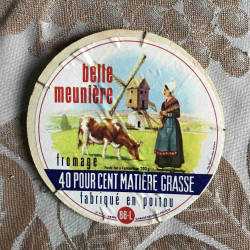 belle
meunière
fromage
40 POUR CENT MATIÈRE GRASSE
fabriqué en poitou
86-L